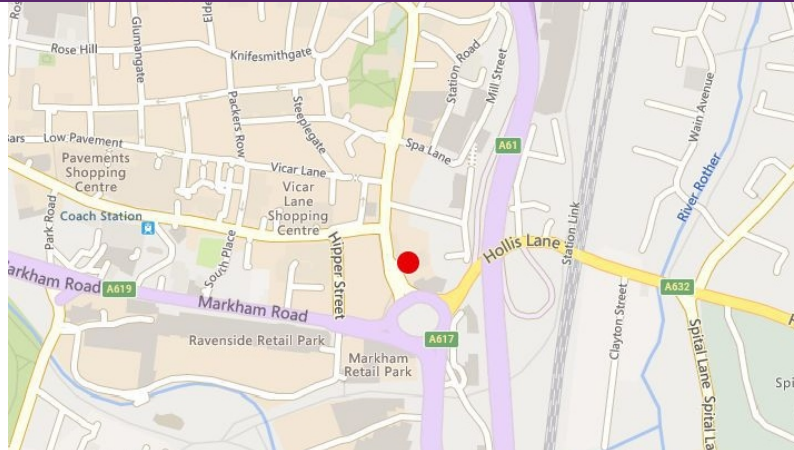 Rose Hill
Glumangate
Knifesmithgate
Station Road
Mill Street
Wain Avenue
Packers Row
Steeplegate
Low Pavement
Spa Lane
A61
Pavements
Shopping
Centre
Vicar Lane
Vicar
Lane
Shopping
Centre
River Rother
Park Road
Coach Station
South Place
Hipper Street
Hollis Lane
Station Link
A619
Markham Road
A632
A617
Ravenside Retail Park
Markham
Retail Park
Clayton Street
Spital Lane
Spital La